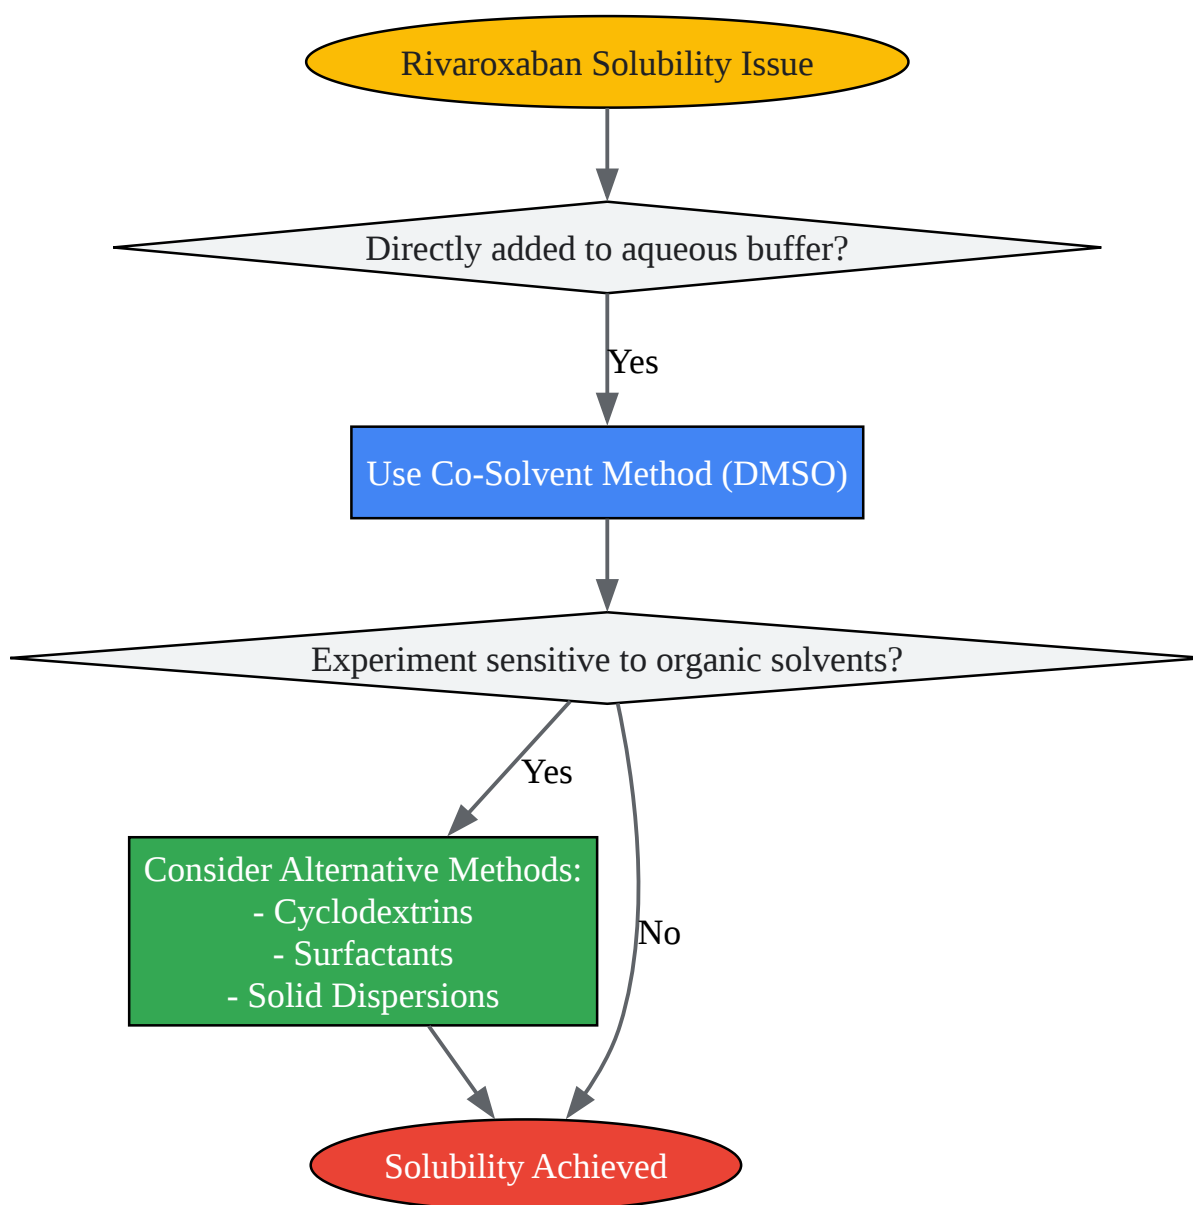 Rivaroxaban Solubility Issue
Directly added to aqueous buffer?
Yes
Use Co-Solvent Method (DMSO)
Experiment sensitive to organic solvents?
Yes
Consider Alternative Methods:
- Cyclodextrins
- Surfactants
- Solid Dispersions
No
Solubility Achieved